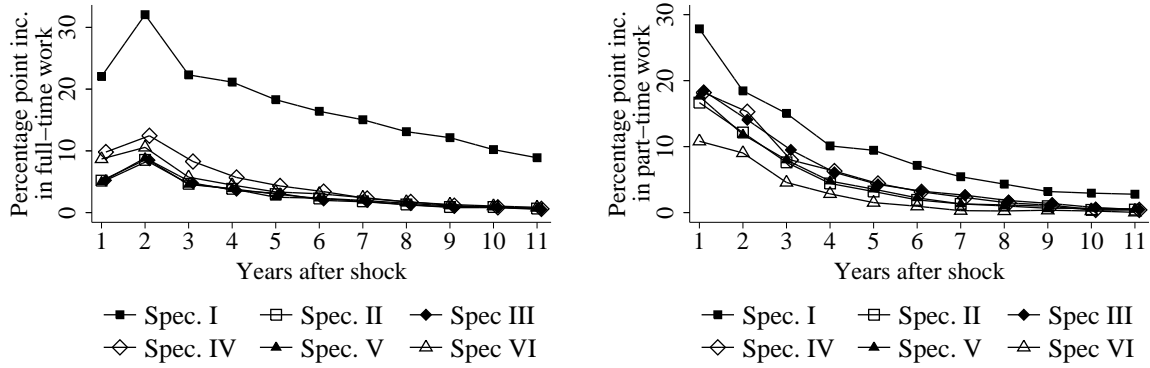 Percentage point inc.
in full−time work
0 10 20 30
1 2 3 4 5 6 7 8 9 10 11
Years after shock
Spec. I Spec. II Spec III
Spec. IV Spec. V Spec VI
Percentage point inc.
in part−time work
0 10 20 30
1 2 3 4 5 6 7 8 9 10 11
Years after shock
Spec. I Spec. II Spec III
Spec. IV Spec. V Spec VI